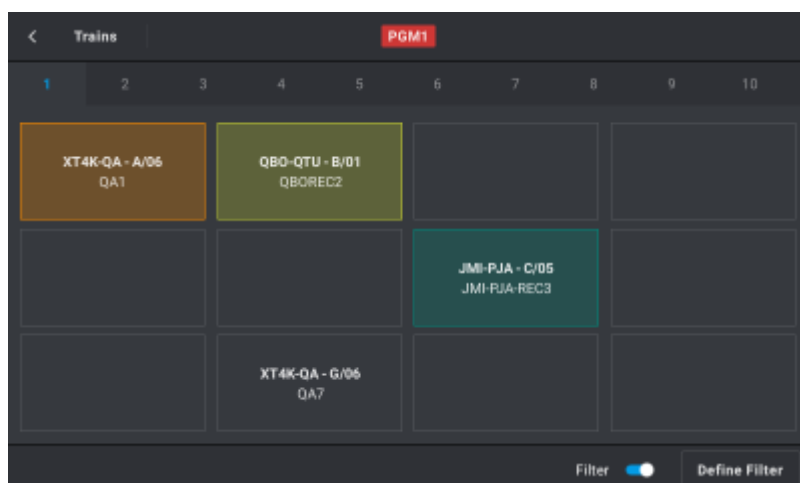 Trains
PGM1
1 2 3 4 5 6 7 8 9 10
XT4K-QA - A/06
QA1
QBO-QTU - B/01
QBOREC2
JMI-PJA - C/05
JMI-PJA-REC3
XT4K-QA - G/06
QA7
Filter
Define Filter